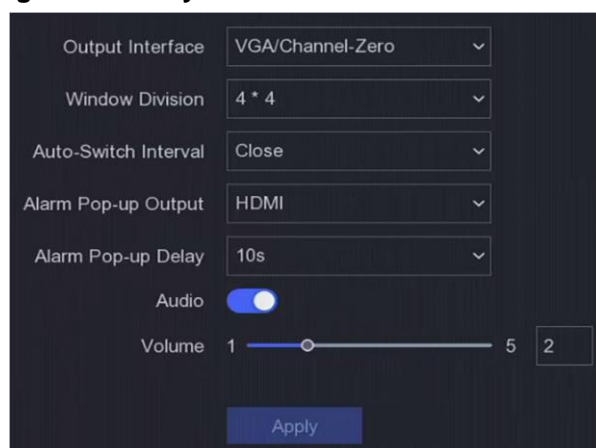 Output Interface VGA/Channel-Zero
Window Division 4 * 4
Auto-Switch Interval Close
Alarm Pop-up Output HDMI
Alarm Pop-up Delay 10s
Audio
Volume 1 5 2
Apply